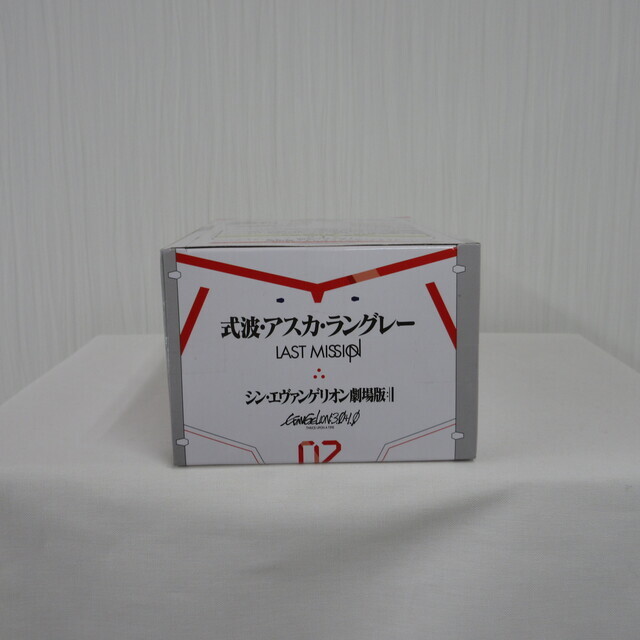 式波・アスカ・ラングレー
LAST MISSION
シン・エヴァンゲリオン劇場版:||
EVANGELION:3.0+1.0
02